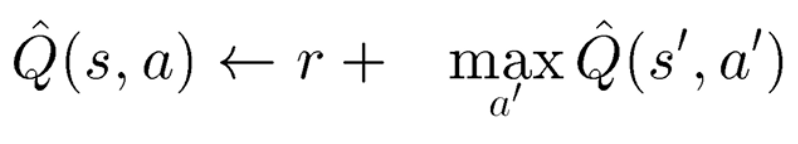 Q̂(s, a) ← r + max_{a′} Q̂(s′, a′)